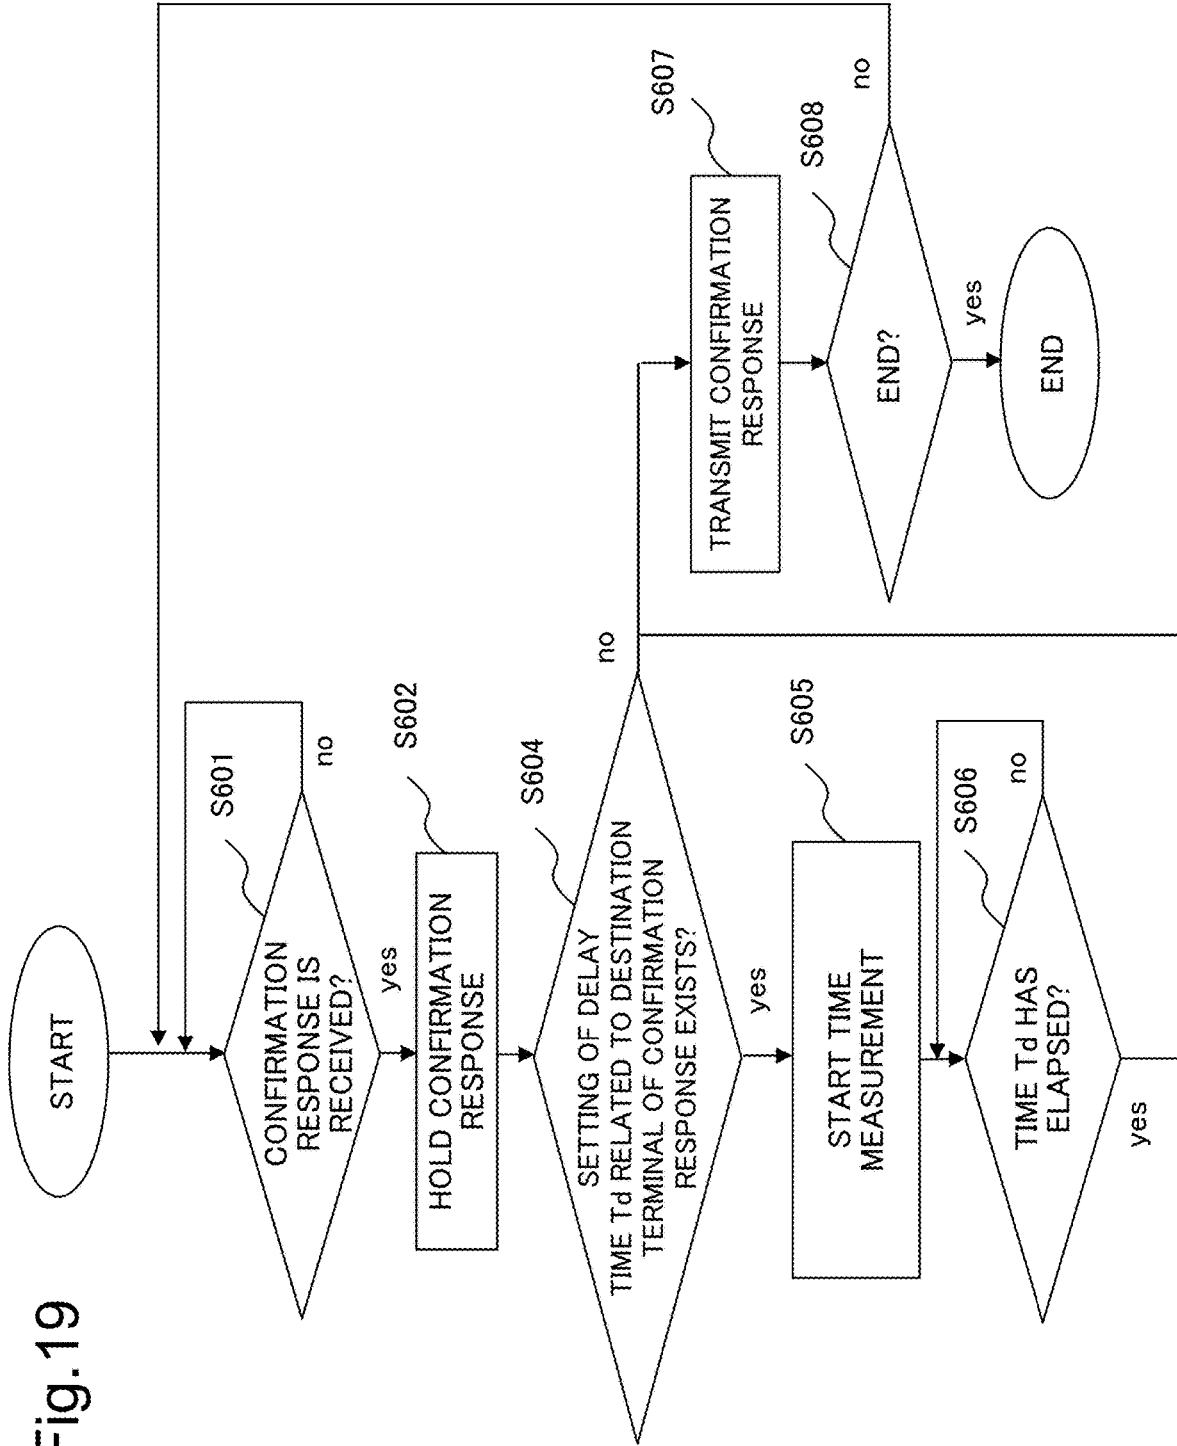 Fig.19
START
S601
CONFIRMATION
RESPONSE IS
RECEIVED?
no
yes
S602
HOLD CONFIRMATION
RESPONSE
S604
SETTING OF DELAY
TIME Td RELATED TO DESTINATION
TERMINAL OF CONFIRMATION
RESPONSE EXISTS?
no
yes
S605
START TIME
MEASUREMENT
S606
TIME Td HAS
ELAPSED?
no
yes
S607
TRANSMIT CONFIRMATION
RESPONSE
S608
END?
no
yes
END